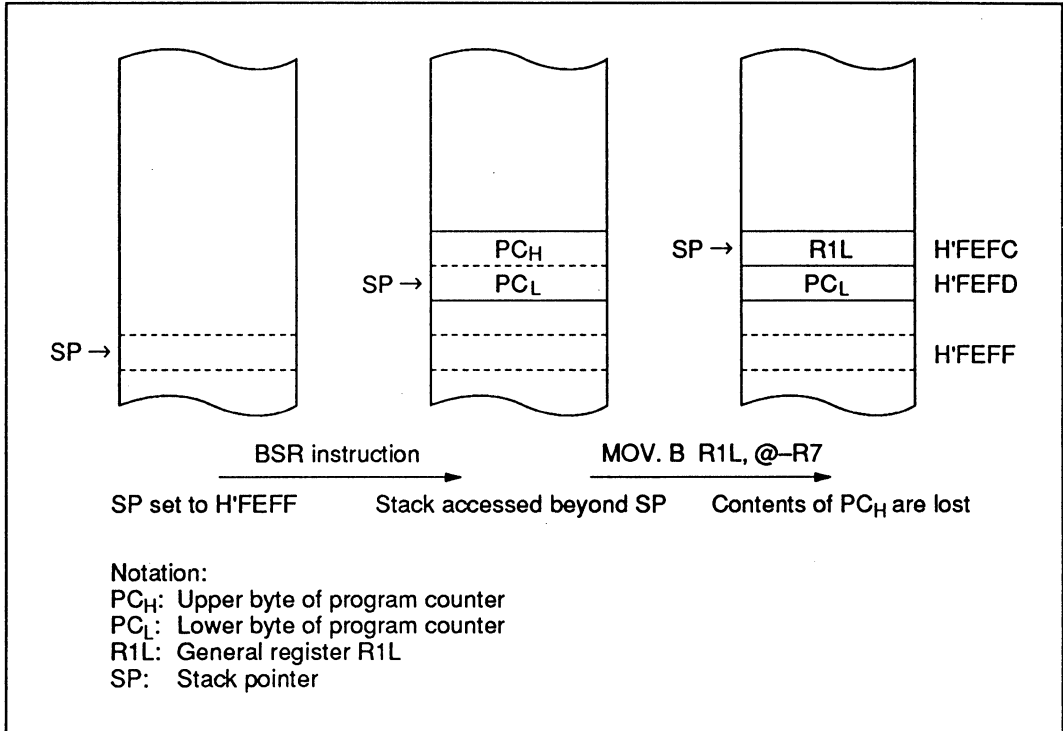 PCH
SP → R1L H'FEFC
SP → PCL PCL H'FEFD
SP → H'FEFF
BSR instruction MOV. B R1L, @–R7
SP set to H'FEFF Stack accessed beyond SP Contents of PCH are lost
Notation:
PCH: Upper byte of program counter
PCL: Lower byte of program counter
R1L: General register R1L
SP: Stack pointer